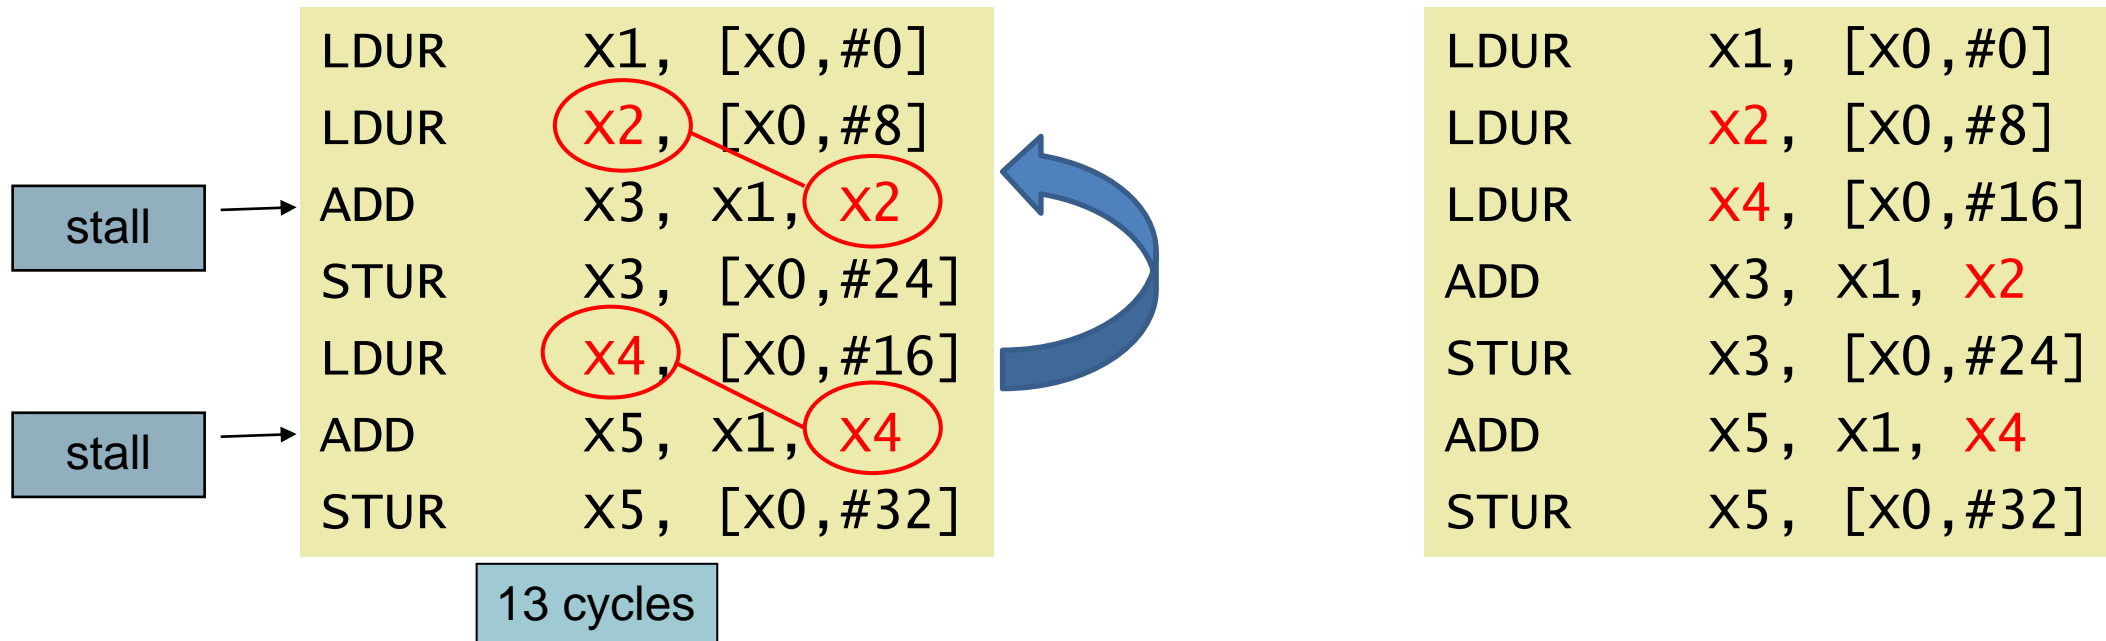 LDUR X1, [X0,#0]
LDUR X2, [X0,#8]
stall
ADD X3, X1, X2
STUR X3, [X0,#24]
LDUR X4, [X0,#16]
stall
ADD X5, X1, X4
STUR X5, [X0,#32]
13 cycles
LDUR X1, [X0,#0]
LDUR X2, [X0,#8]
LDUR X4, [X0,#16]
ADD X3, X1, X2
STUR X3, [X0,#24]
ADD X5, X1, X4
STUR X5, [X0,#32]